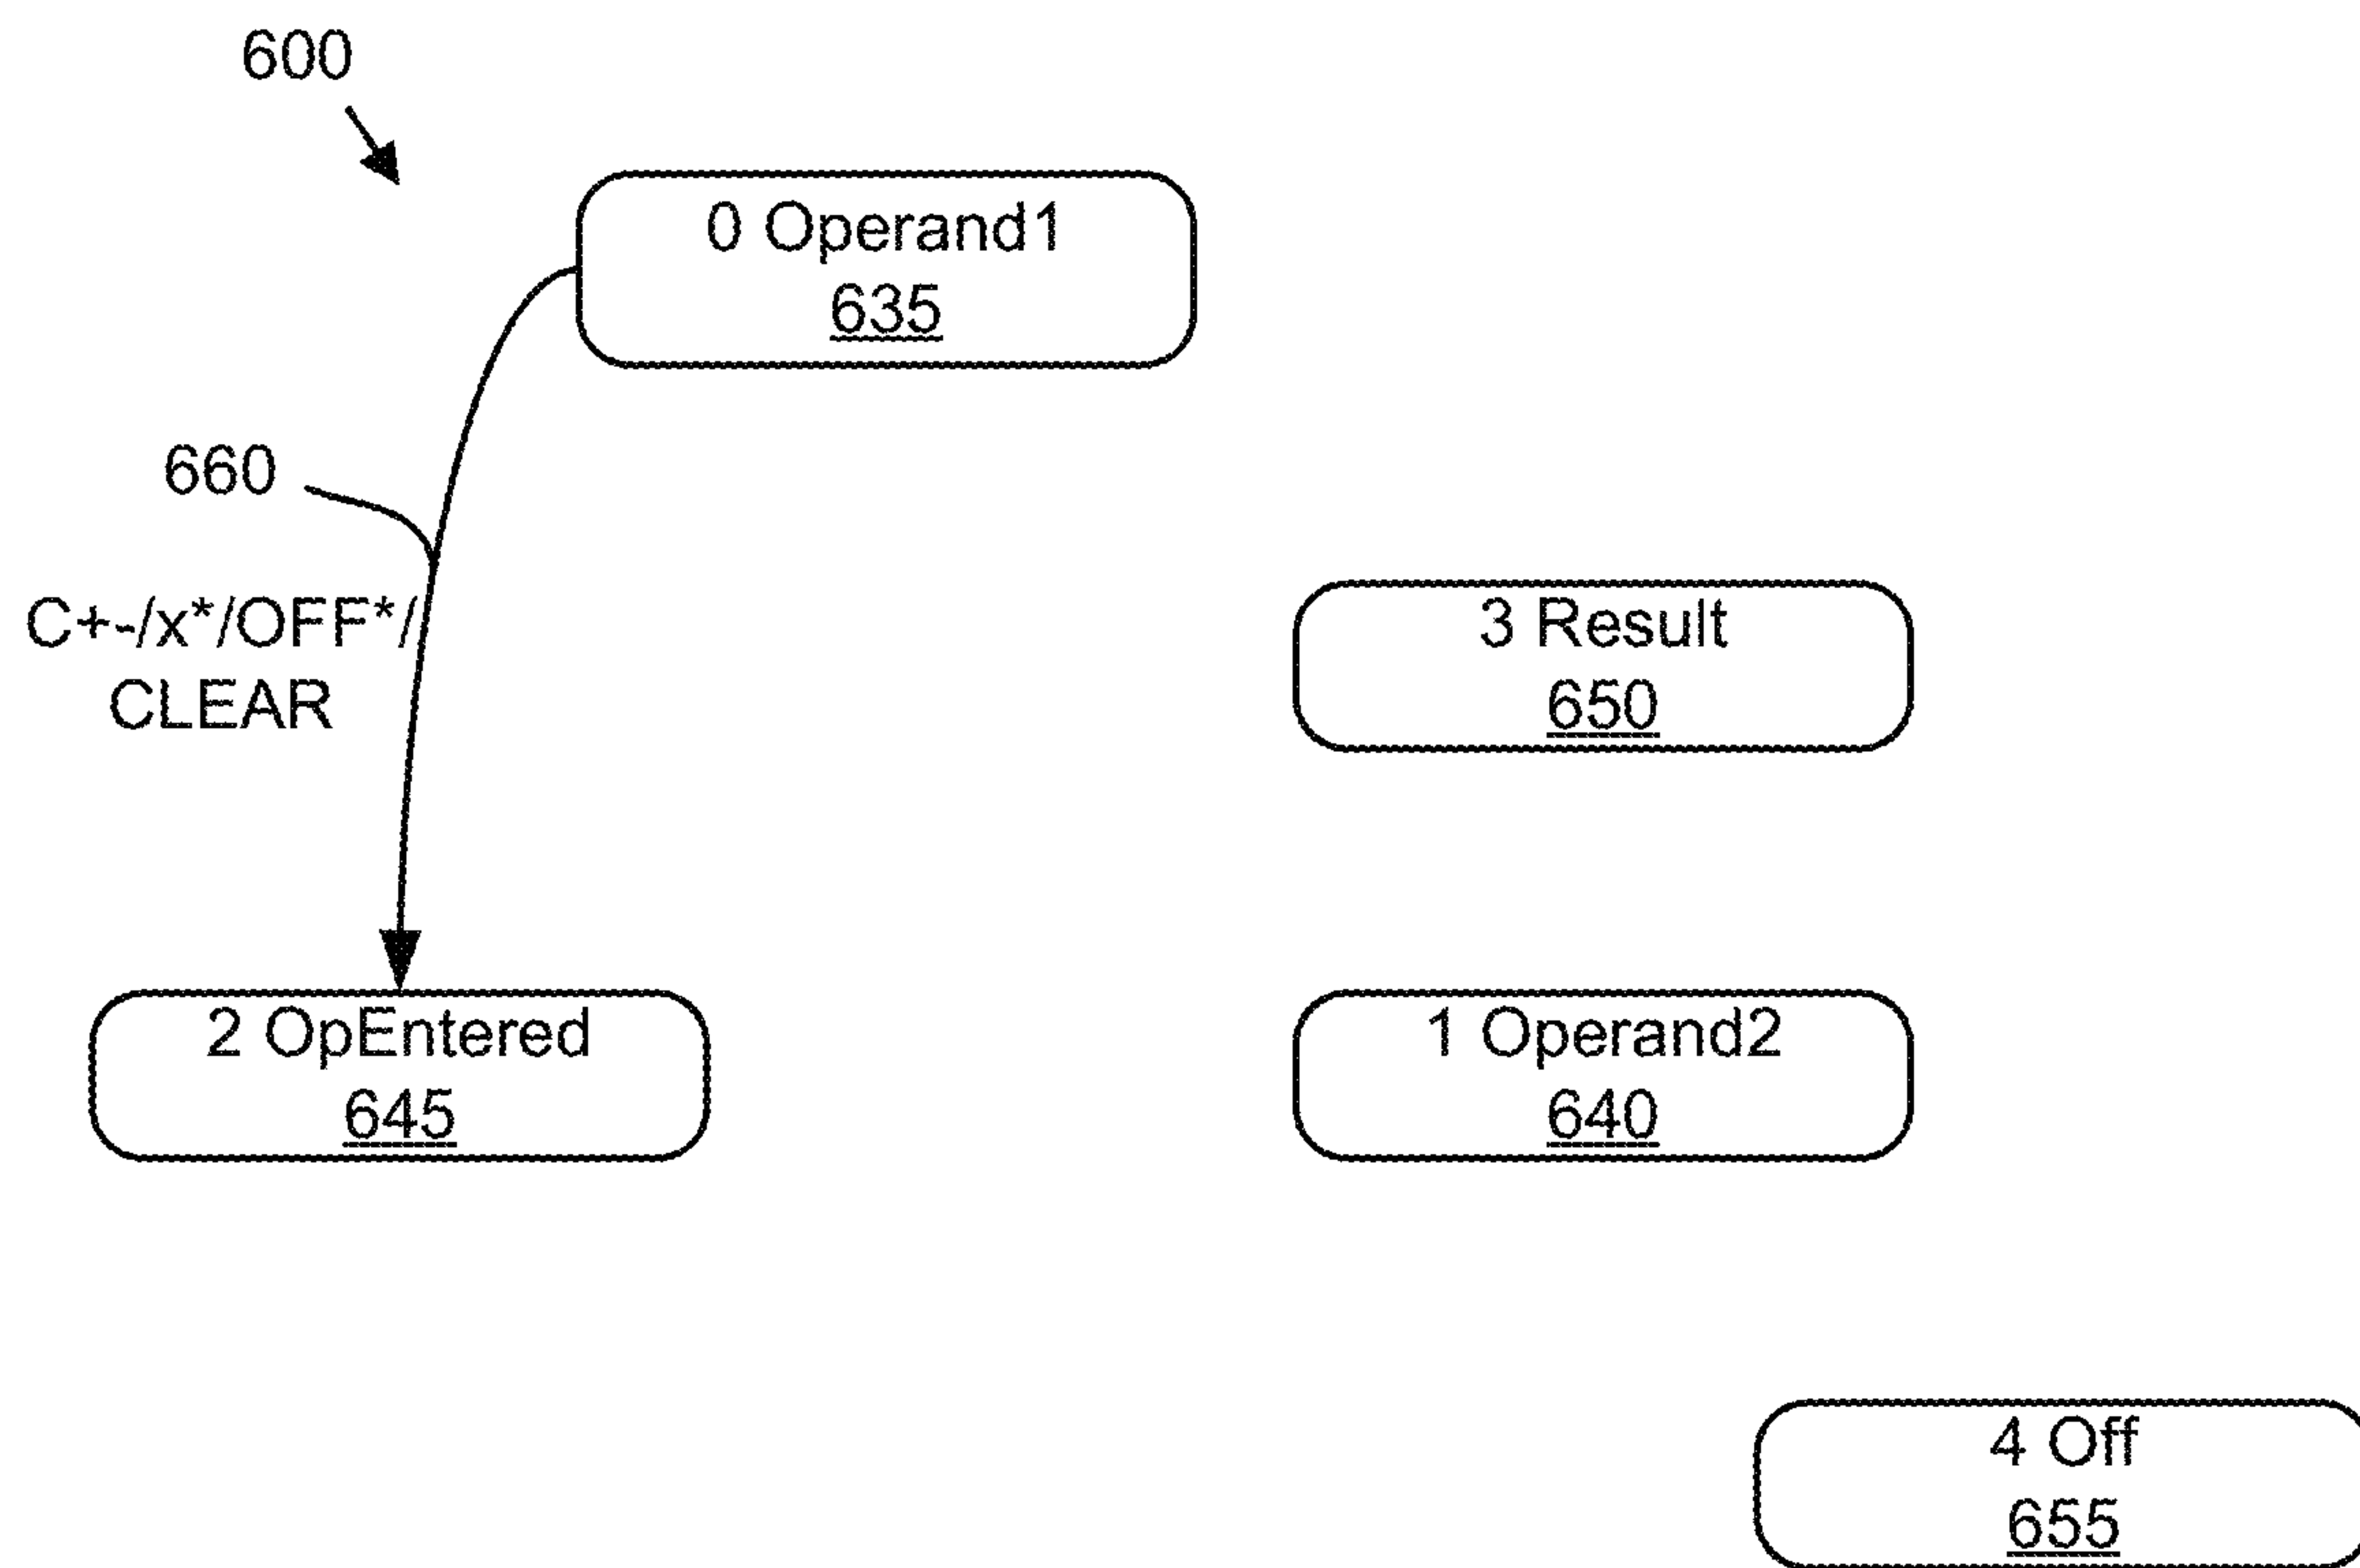 600
0 Operand1
635
660
C+-/x*/OFF*/
CLEAR
3 Result
650
2 OpEntered
645
1 Operand2
640
4 Off
655